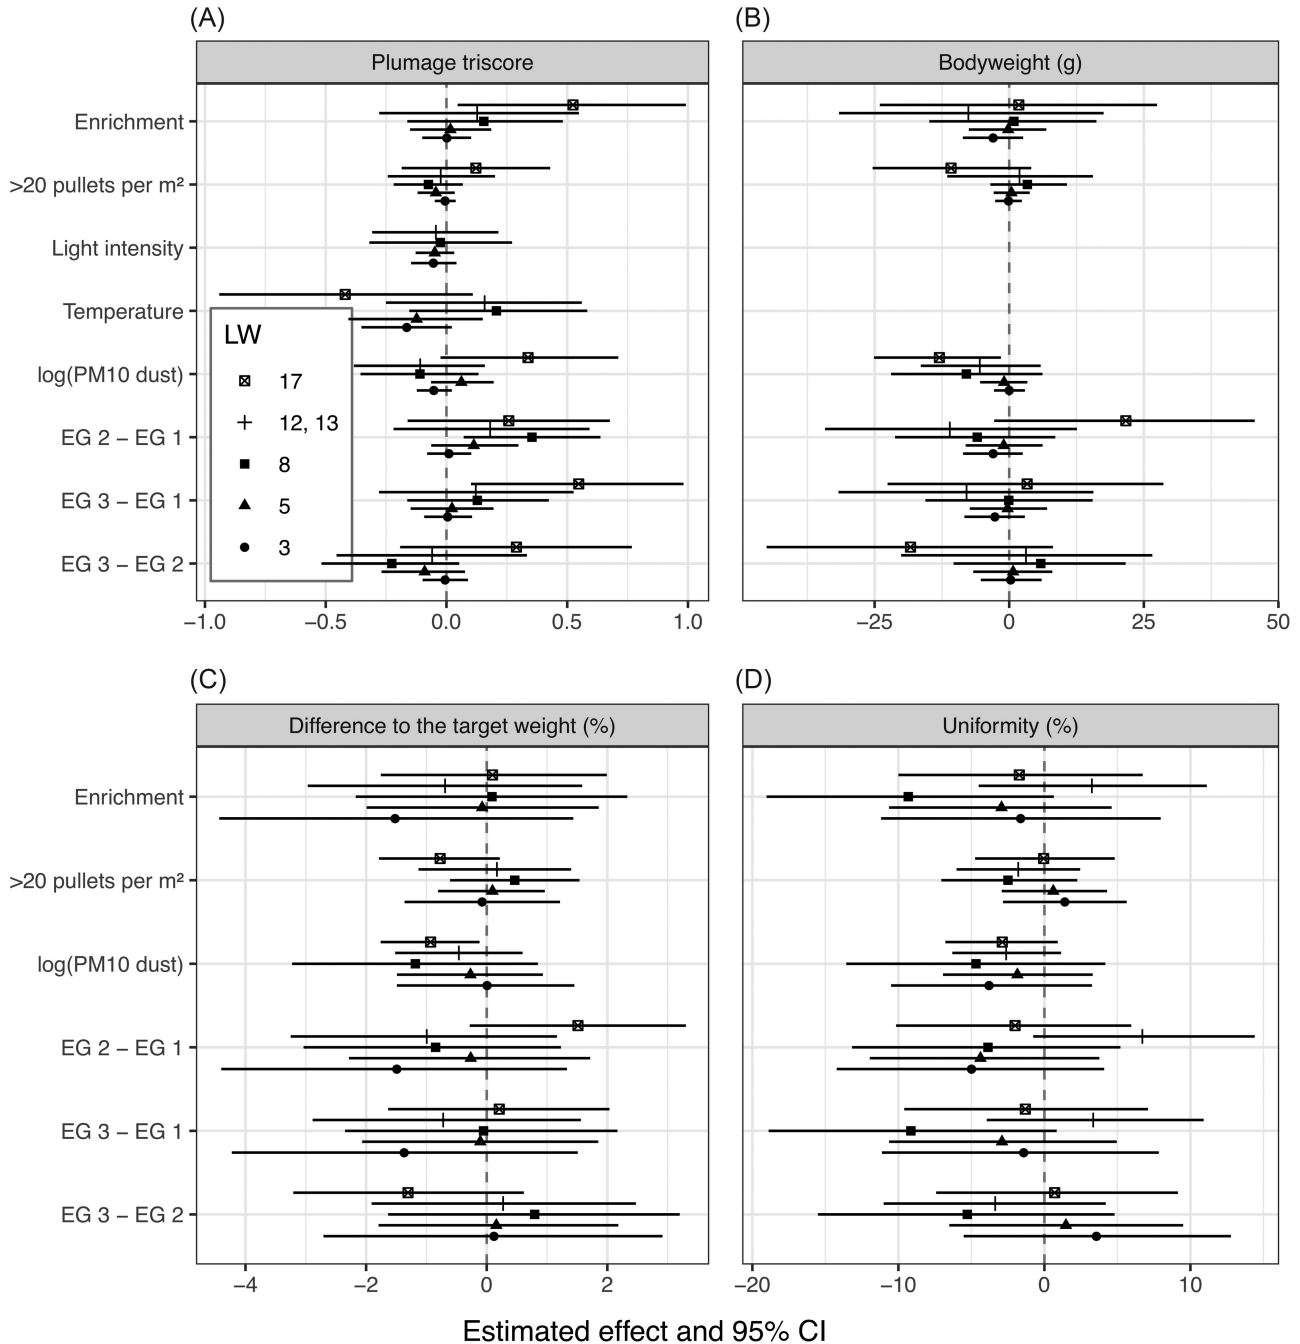 (A)
Plumage triscore
Enrichment
>20 pullets per m²
Light intensity
Temperature
log(PM10 dust)
EG 2 − EG 1
EG 3 − EG 1
EG 3 − EG 2
LW
17
12, 13
8
5
3
−1.0 −0.5 0.0 0.5 1.0
(B)
Bodyweight (g)
−25 0 25 50
(C)
Difference to the target weight (%)
Enrichment
>20 pullets per m²
log(PM10 dust)
EG 2 − EG 1
EG 3 − EG 1
EG 3 − EG 2
−4 −2 0 2
(D)
Uniformity (%)
−20 −10 0 10
Estimated effect and 95% CI